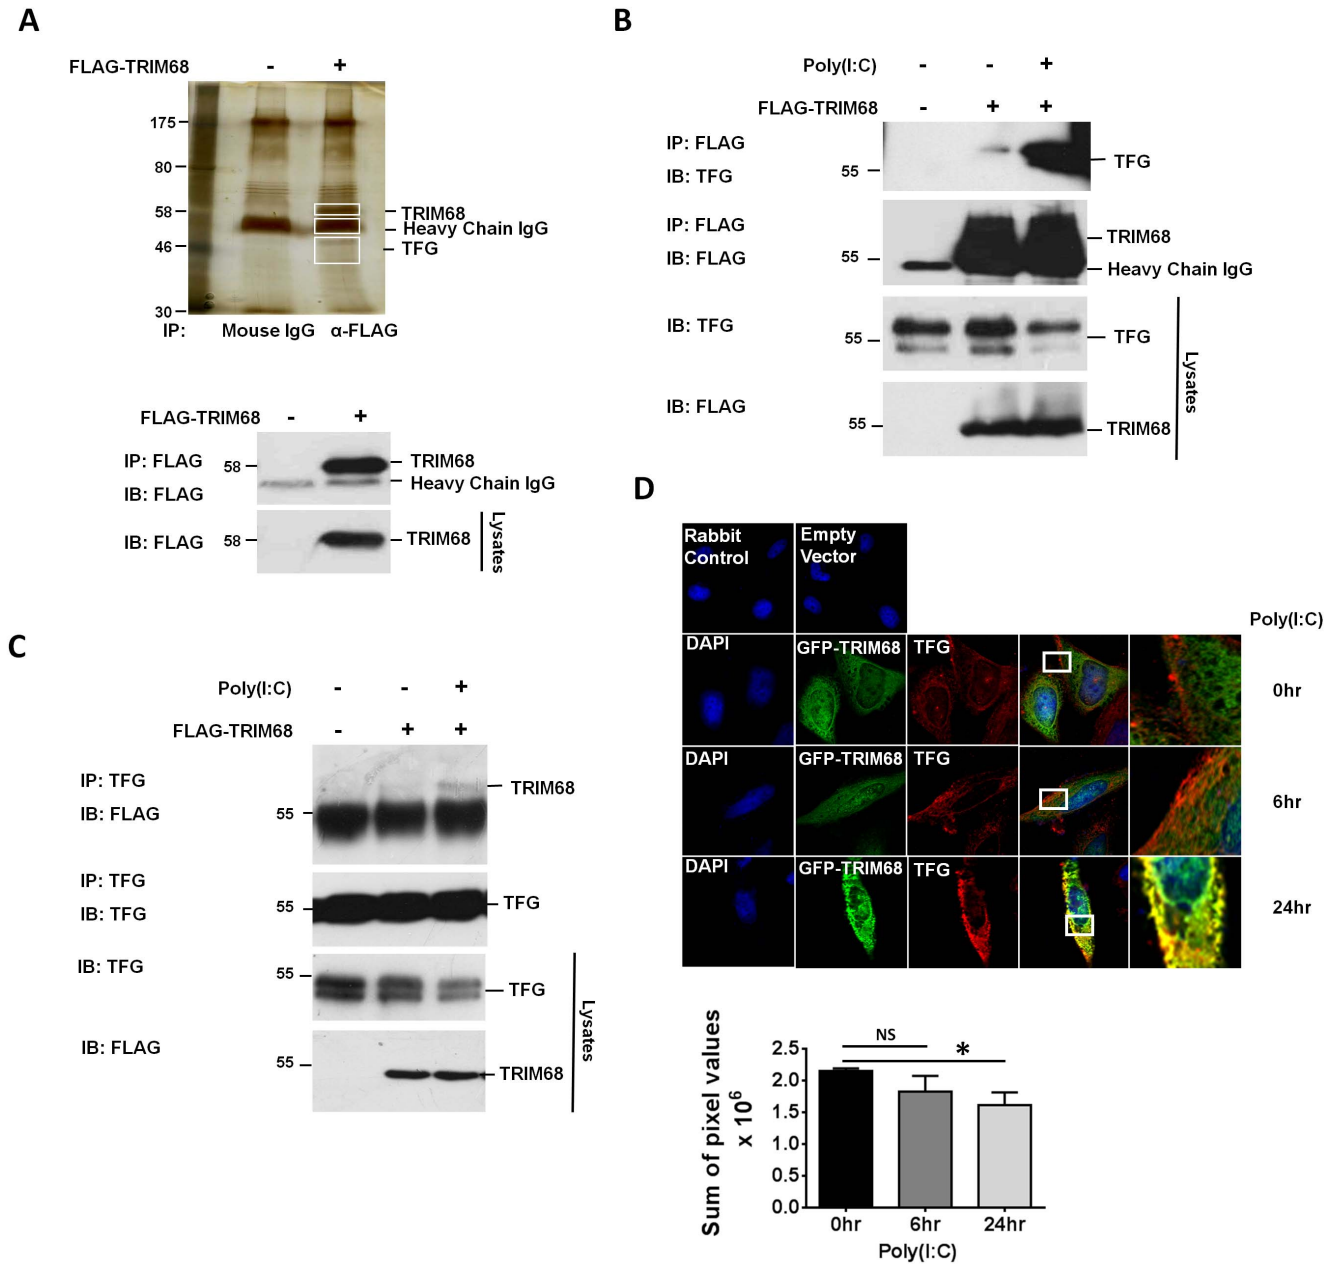 A
FLAG-TRIM68 - +
175
80
58
46
30
TRIM68
Heavy Chain IgG
TFG
IP: Mouse IgG α-FLAG
FLAG-TRIM68 - +
IP: FLAG
IB: FLAG
58
TRIM68
Heavy Chain IgG
IB: FLAG
58
TRIM68
Lysates
B
Poly(I:C) - - +
FLAG-TRIM68 - + +
IP: FLAG
IB: TFG
55
TFG
IP: FLAG
IB: FLAG
55
TRIM68
Heavy Chain IgG
IB: TFG
55
TFG
IB: FLAG
55
TRIM68
Lysates
C
Poly(I:C) - - +
FLAG-TRIM68 - + +
IP: TFG
IB: FLAG
55
TRIM68
IP: TFG
IB: TFG
55
TFG
IB: TFG
55
TFG
IB: FLAG
55
TRIM68
Lysates
D
Rabbit
Control
Empty
Vector
Poly(I:C)
DAPI GFP-TRIM68 TFG
0hr
DAPI GFP-TRIM68 TFG
6hr
DAPI GFP-TRIM68 TFG
24hr
Sum of pixel values
x 10⁶
NS
*
2.5
2.0
1.5
1.0
0.5
0.0
0hr 6hr 24hr
Poly(I:C)